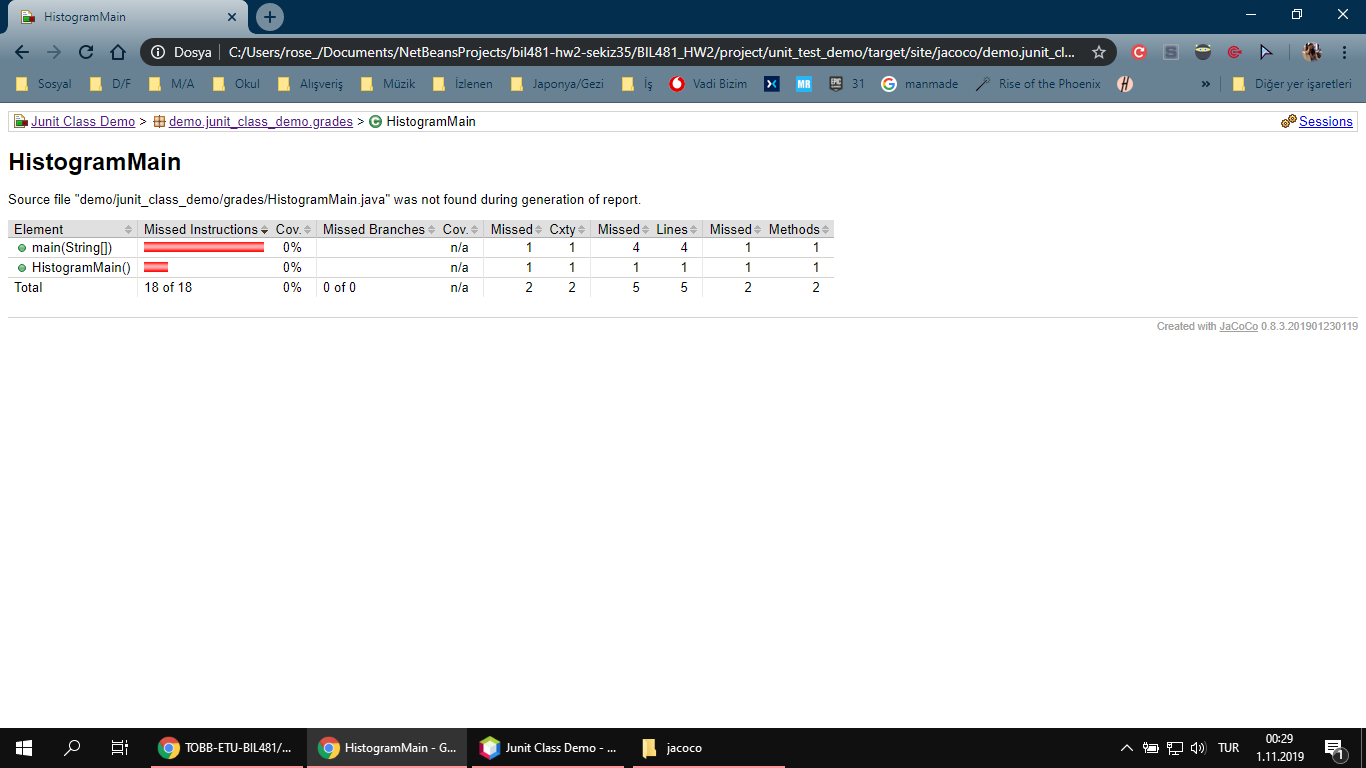 HistogramMain
Dosya C:/Users/rose_/Documents/NetBeansProjects/bil481-hw2-sekiz35/BIL481_HW2/project/unit_test_demo/target/site/jacoco/demo.junit_cl...
Sosyal D/F M/A Okul Alışveriş Müzik İzlenen Japonya/Gezi İş Vadi Bizim MR EPIC 31 manmade Rise of the Phoenix H » Diğer yer işaretleri
Junit Class Demo > demo.junit_class_demo.grades > HistogramMain Sessions
HistogramMain
Source file "demo/junit_class_demo/grades/HistogramMain.java" was not found during generation of report.
Element Missed Instructions Cov. Missed Branches Cov. Missed Cxty Missed Lines Missed Methods
main(String[]) 0% n/a 1 1 4 4 1 1
HistogramMain() 0% n/a 1 1 1 1 1 1
Total 18 of 18 0% 0 of 0 n/a 2 2 5 5 2 2
Created with JaCoCo 0.8.3.201901230119
TOBB-ETU-BIL481/... HistogramMain - G... Junit Class Demo - ... jacoco TUR 00:29
1.11.2019 1